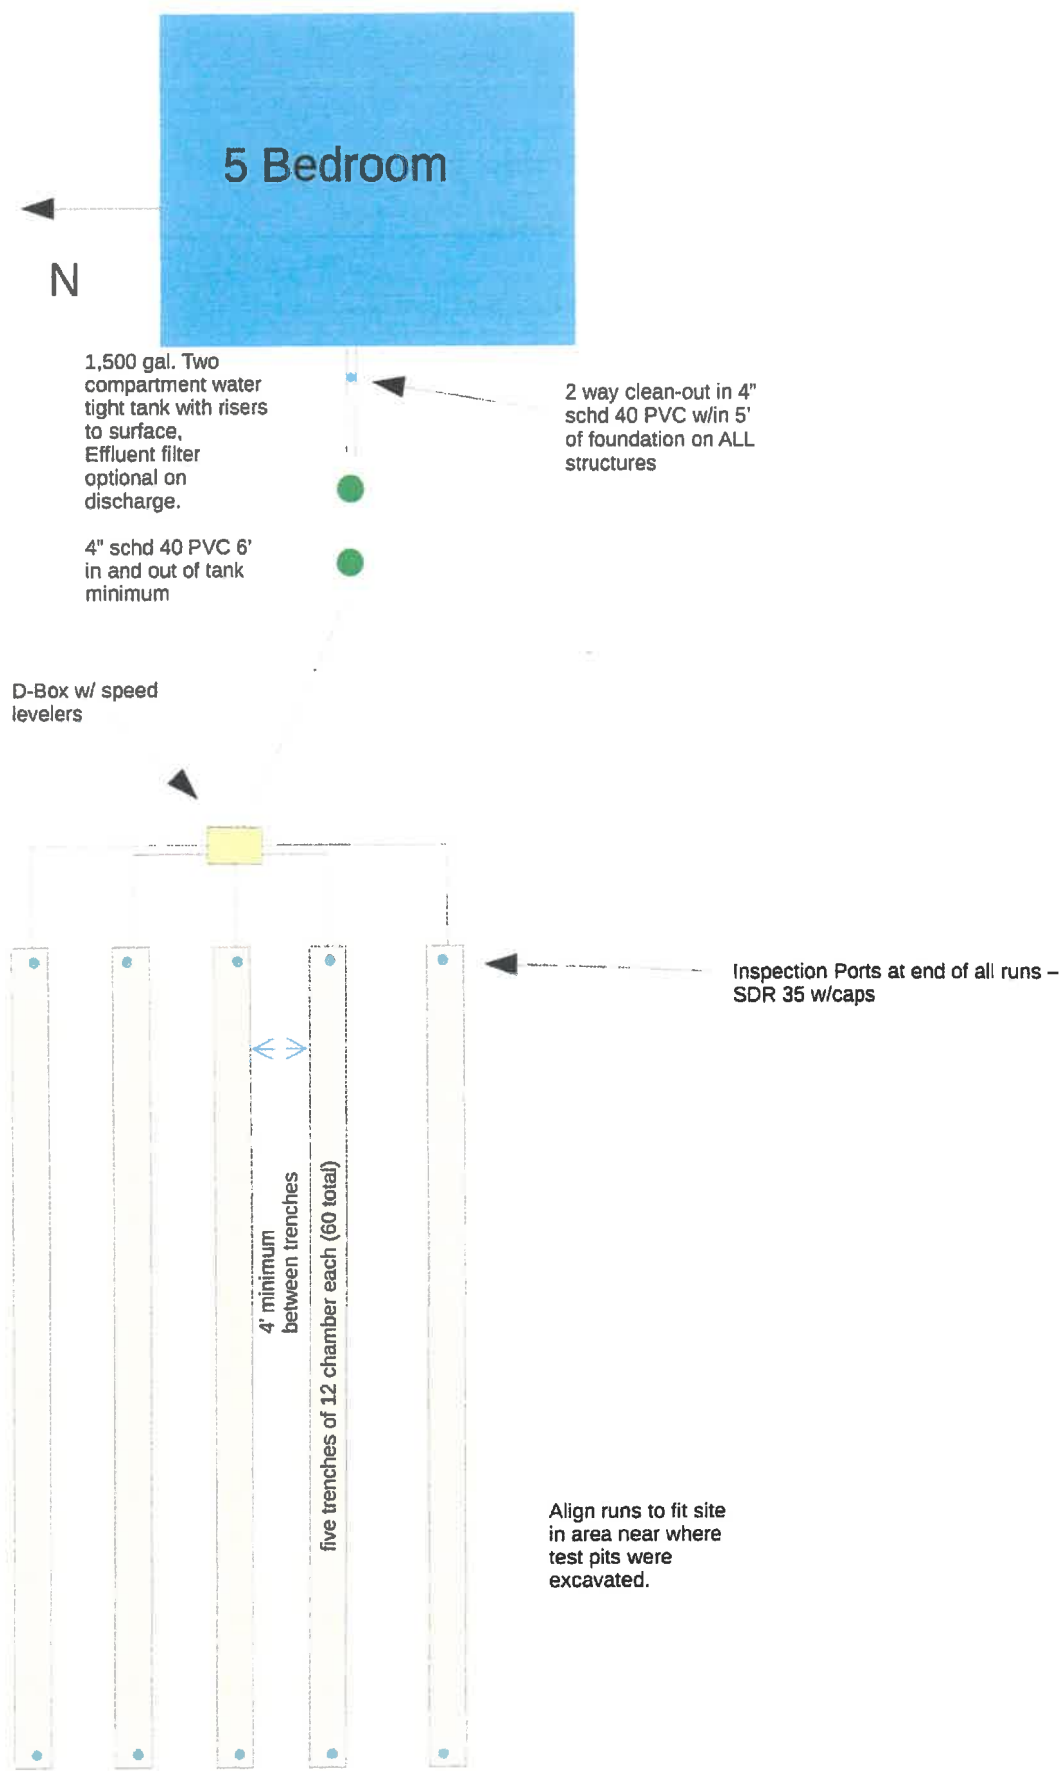 5 Bedroom
N
1,500 gal. Two
compartment water
tight tank with risers
to surface,
Effluent filter
optional on
discharge.
2 way clean-out in 4"
schd 40 PVC w/in 5'
of foundation on ALL
structures
4" schd 40 PVC 6'
in and out of tank
minimum
D-Box w/ speed
levelers
Inspection Ports at end of all runs –
SDR 35 w/caps
4' minimum
between trenches
five trenches of 12 chamber each (60 total)
Align runs to fit site
in area near where
test pits were
excavated.